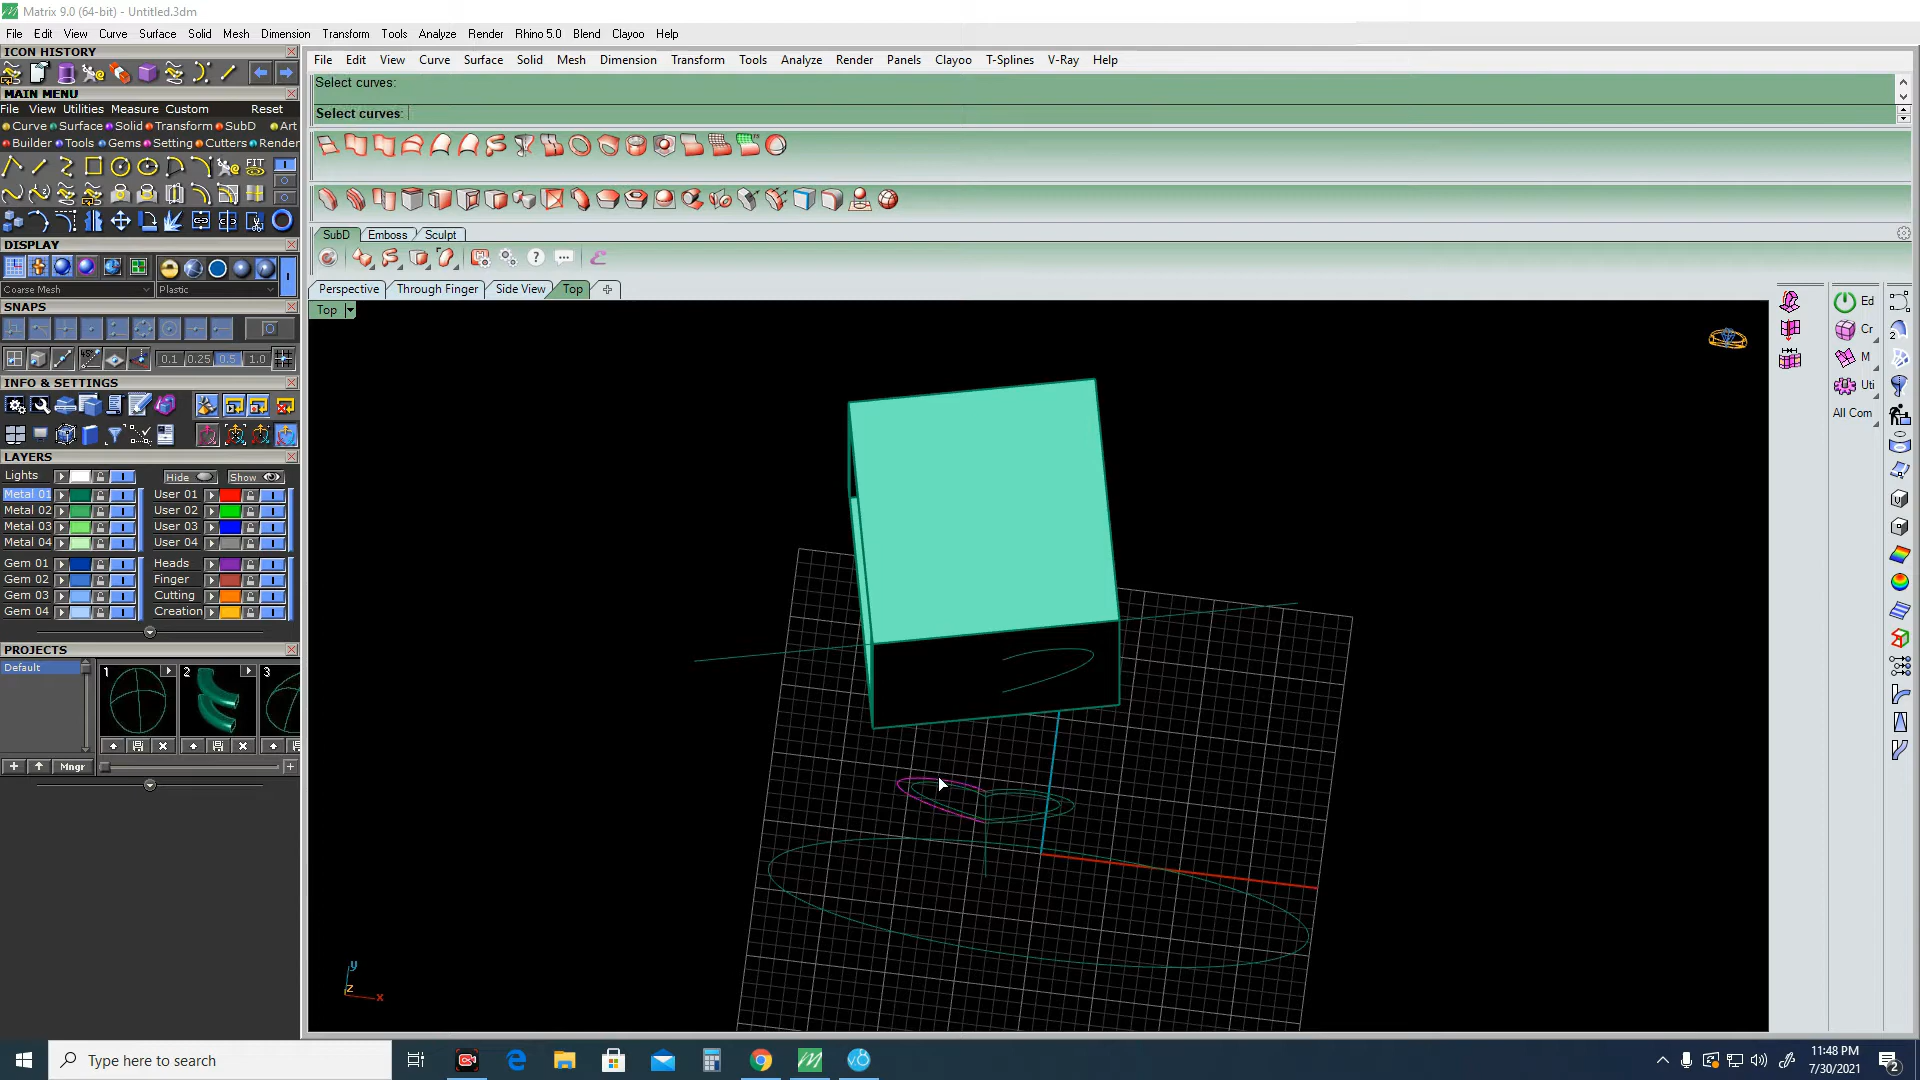 Matrix 9.0 (64-bit) - Untitled.3dm
File Edit View Curve Surface Solid Mesh Dimension Transform Tools Analyze Render Rhino 5.0 Blend Clayoo Help
ICON HISTORY
MAIN MENU
File View Utilities Measure Custom Reset
Curve Surface Solid Transform SubD Art
Builder Tools Gems Setting Cutters Render
FIT
DISPLAY
Coarse Mesh Plastic
SNAPS
0.1 0.25 0.5 1.0
INFO & SETTINGS
LAYERS
Lights Hide Show
Metal 01 User 01
Metal 02 User 02
Metal 03 User 03
Metal 04 User 04
Gem 01 Heads
Gem 02 Finger
Gem 03 Cutting
Gem 04 Creation
PROJECTS
Default
1 2 3
Mngr
File Edit View Curve Surface Solid Mesh Dimension Transform Tools Analyze Render Panels Clayoo T-Splines V-Ray Help
Select curves:
Select curves:
SubD Emboss Sculpt
Perspective Through Finger Side View Top
Top
Ed
Cr
M
Uti
All Com
y
z
x
Type here to search
11:48 PM
7/30/2021
2